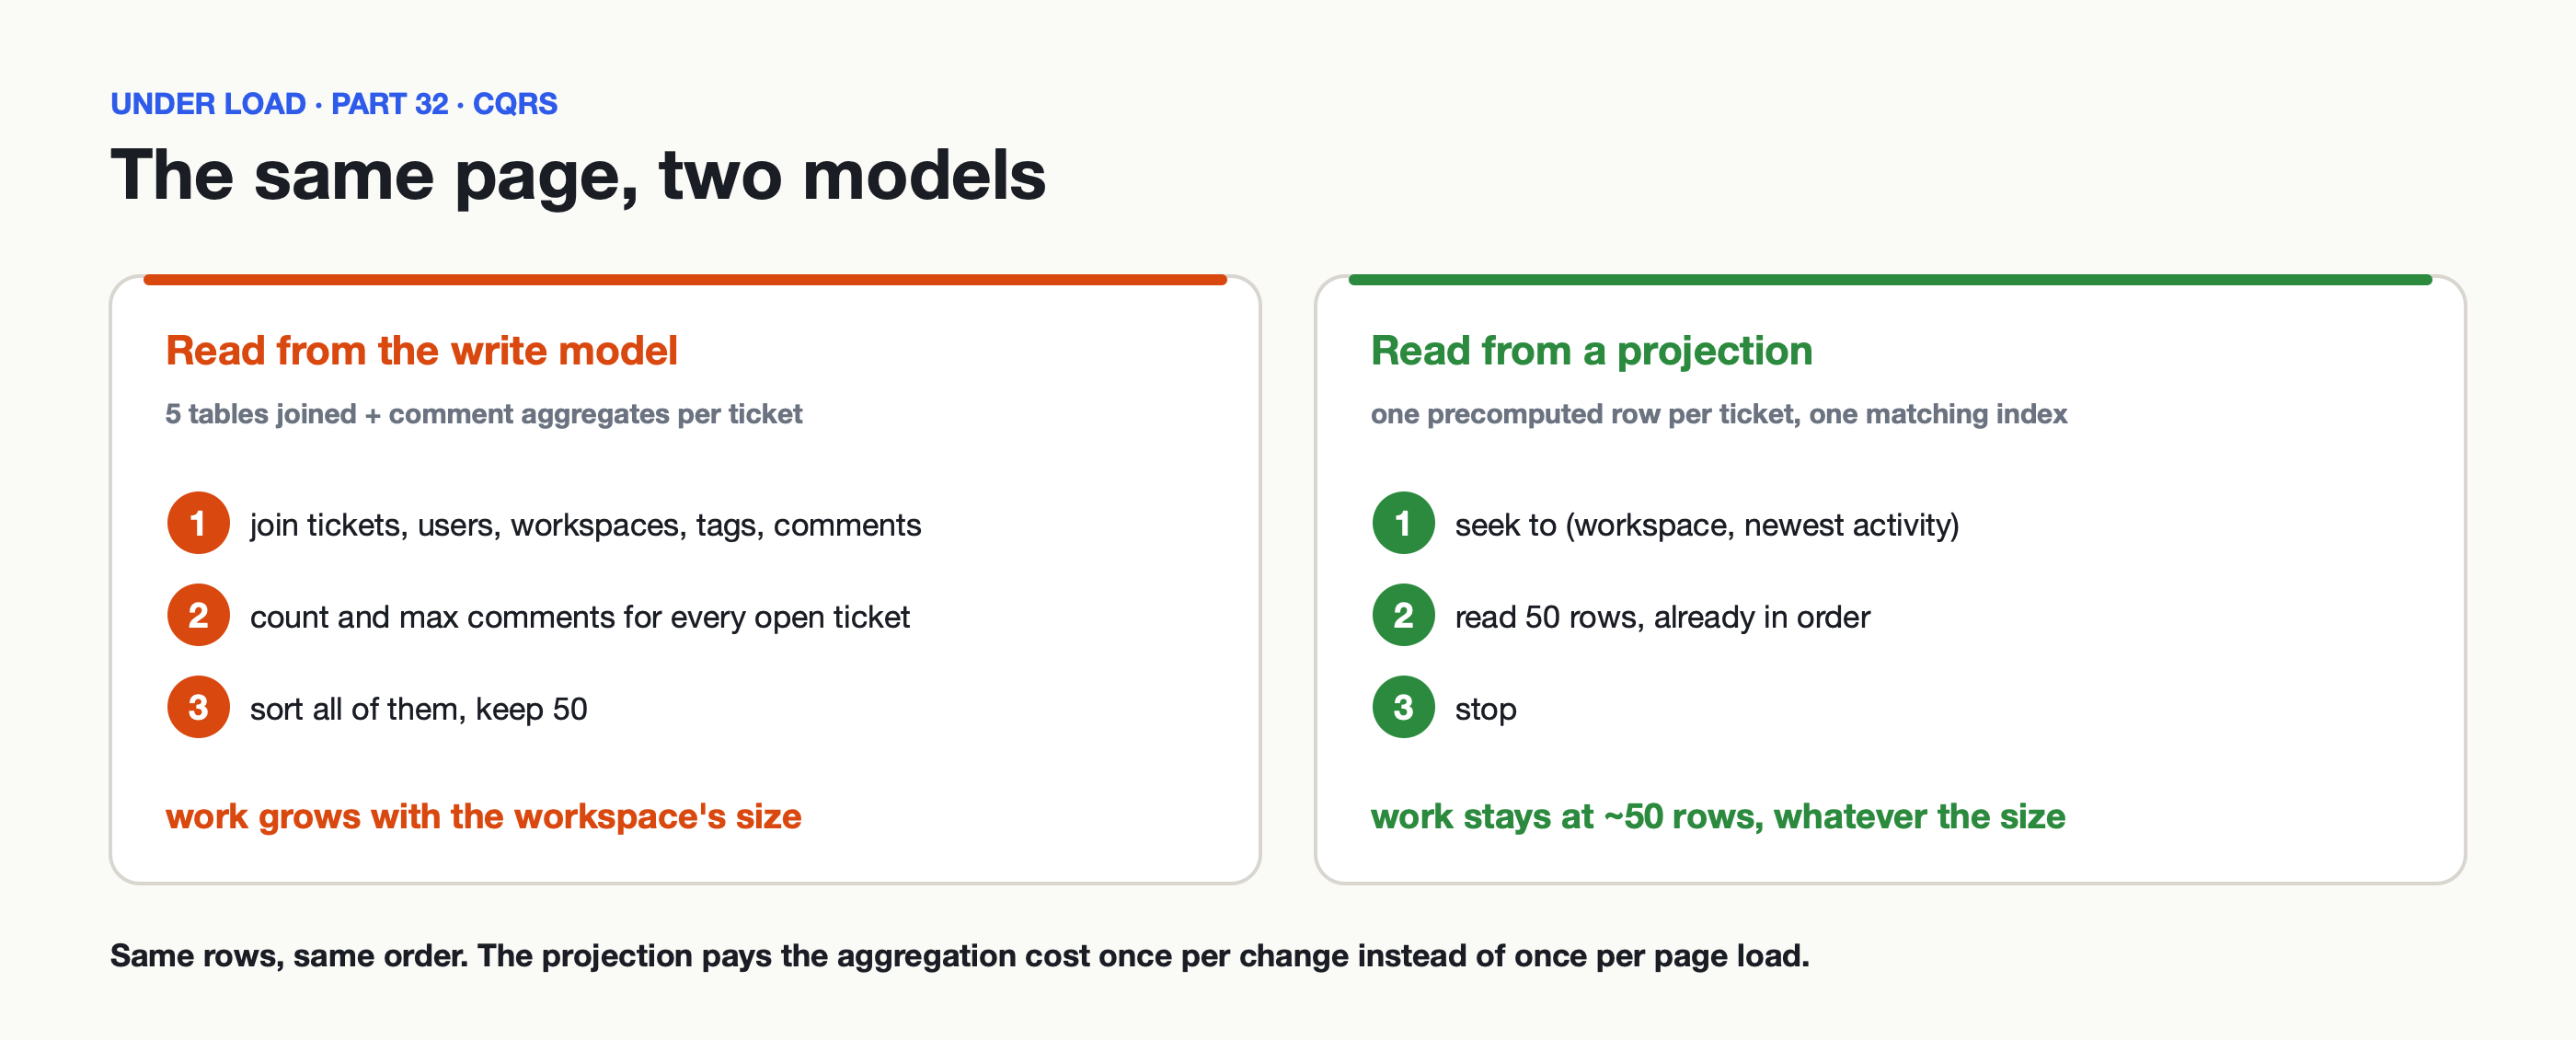 UNDER LOAD · PART 32 · CQRS
The same page, two models
Read from the write model
5 tables joined + comment aggregates per ticket
1 join tickets, users, workspaces, tags, comments
2 count and max comments for every open ticket
3 sort all of them, keep 50
work grows with the workspace's size
Read from a projection
one precomputed row per ticket, one matching index
1 seek to (workspace, newest activity)
2 read 50 rows, already in order
3 stop
work stays at ~50 rows, whatever the size
Same rows, same order. The projection pays the aggregation cost once per change instead of once per page load.